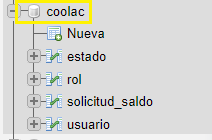 coolac
Nueva
estado
rol
solicitud_saldo
usuario